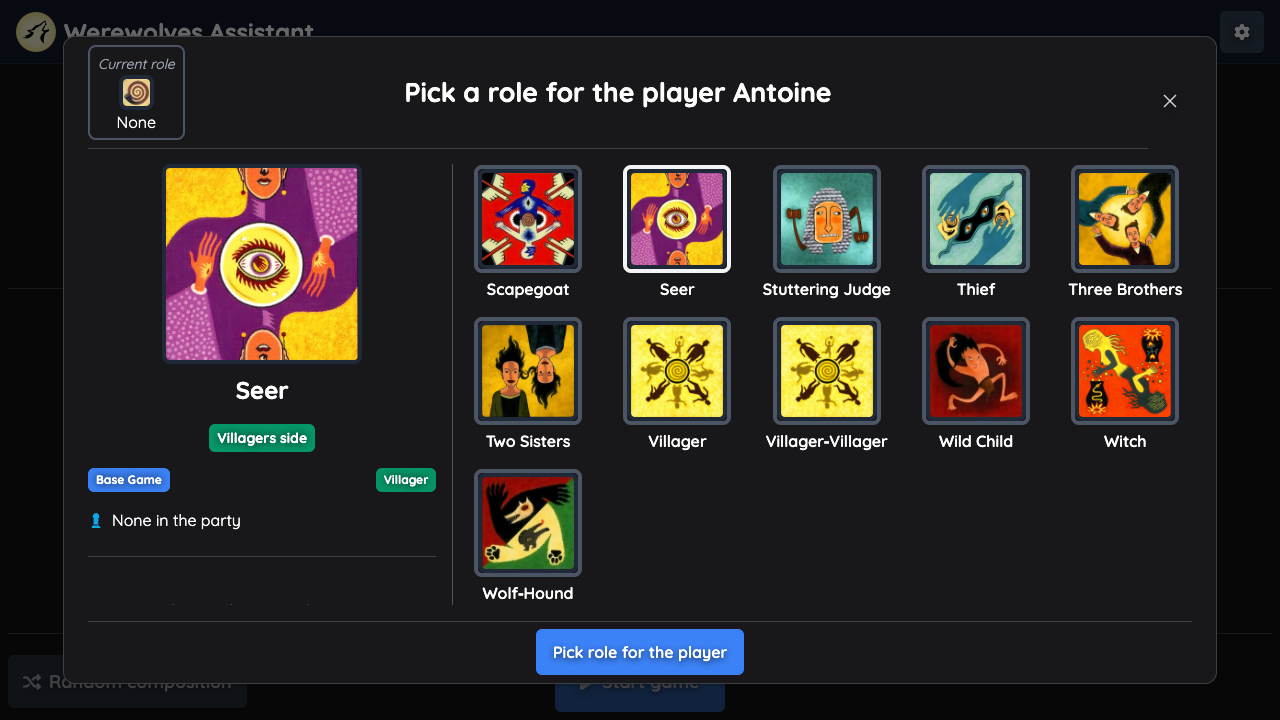 Werewolves Assistant
Current role
None
Pick a role for the player Antoine
Seer
Villagers side
Base Game
Villager
None in the party
Scapegoat
Seer
Stuttering Judge
Thief
Three Brothers
Two Sisters
Villager
Villager-Villager
Wild Child
Witch
Wolf-Hound
Pick role for the player
Random composition
Start game